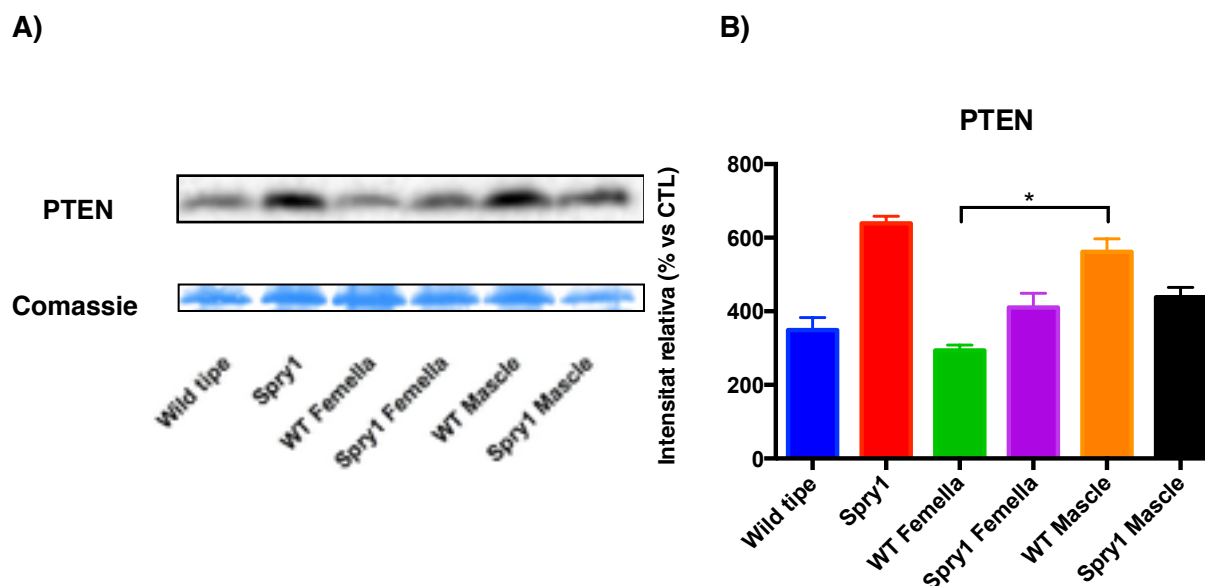 A)
PTEN
Comassie
Wild tipe
Spry1
WT Femella
Spry1 Femella
WT Mascle
Spry1 Mascle
B)
PTEN
Intensitat relativa (% vs CTL)
800
600
400
200
0
*
Wild tipe
Spry1
WT Femella
Spry1 Femella
WT Mascle
Spry1 Mascle